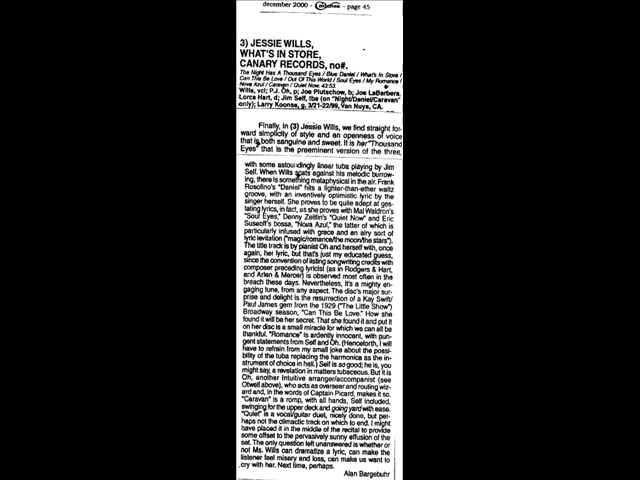 december 2000 - Cadence - page 45
3) JESSIE WILLS,
WHAT'S IN STORE,
CANARY RECORDS, no#.
The Night Has A Thousand Eyes / Blue Daniel / What's In Store /
Can This Be Love / Out Of This World / Soul Eyes / My Romance /
Nova Azul / Caravan / Quiet Now. 43:53.
Wills, vcl; P.J. Oh, p; Joe Plutschow, b; Joe LaBarbera,
Lorca Hart, d; Jim Self, tba (on "Night/Daniel/Caravan"
only); Larry Koonse, g. 3/21-22/99, Van Nuys, CA.
Finally, in (3) Jessie Wills, we find straight for-
ward simplicity of style and an openness of voice
that is both sanguine and sweet. It is her "Thousand
Eyes" that is the preeminent version of the three,
with some astoundingly linear tuba playing by Jim
Self. When Wills scats against his melodic burrow-
ing, there is something metaphysical in the air. Frank
Rosolino's "Daniel" hits a lighter-than-ether waltz
groove, with an inventively optimistic lyric by the
singer herself. She proves to be quite adept at ges-
tating lyrics, in fact, as she proves with Mal Waldron's
"Soul Eyes," Denny Zeitlin's "Quiet Now" and Eric
Suseoff's bossa, "Nova Azul," the latter of which is
particularly infused with grace and an airy sort of
lyric levitation ("magic/romance/the moon/the stars").
The title track is by pianist Oh and herself with, once
again, her lyric, but that's just my educated guess,
since the convention of listing songwriting credits with
composer preceding lyricist (as in Rodgers & Hart,
and Arlen & Mercer) is observed most often in the
breach these days. Nevertheless, it's a mighty en-
gaging tune, from any aspect. The disc's major sur-
prise and delight is the resurrection of a Kay Swift/
Paul James gem from the 1929 ("The Little Show")
Broadway season, "Can This Be Love." How she
found it will be her secret. That she found it and put it
on her disc is a small miracle for which we can all be
thankful. "Romance" is ardently innocent, with pun-
gent statements from Self and Oh. (Henceforth, I will
have to refrain from my small joke about the possi-
bility of the tuba replacing the harmonica as the in-
strument of choice in hell.) Self is so good; he is, you
might say, a revelation in matters tubaceous. But it is
Oh, another intuitive arranger/accompanist (see
Otwell above), who acts as overseer and routing wiz-
ard and, in the words of Captain Picard, makes it so.
"Caravan" is a romp, with all hands, Self included,
swinging for the upper deck and going yard with ease.
"Quiet" is a vocal/guitar duet, nicely done, but per-
haps not the climactic track on which to end. I might
have placed it in the middle of the recital to provide
some offset to the pervasively sunny effusion of the
set. The only question left unanswered is whether or
not Ms. Wills can dramatize a lyric, can make the
listener feel misery and loss, can make us want to
cry with her. Next time, perhaps.
Alan Bargebuhr